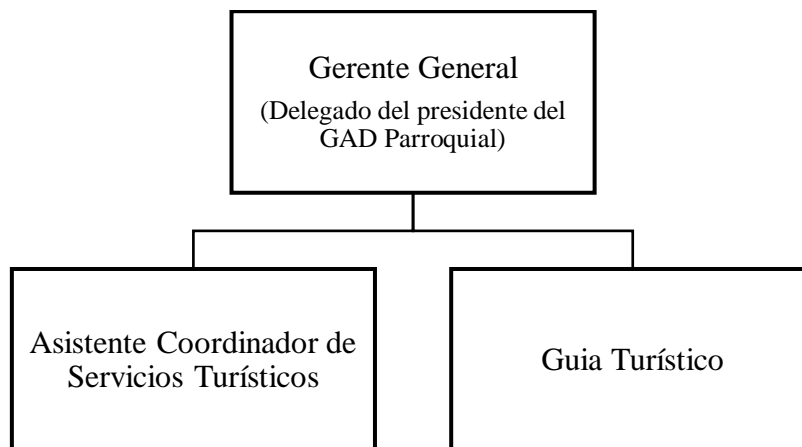 Gerente General
(Delegado del presidente del
GAD Parroquial)
Asistente Coordinador de
Servicios Turísticos
Guia Turístico